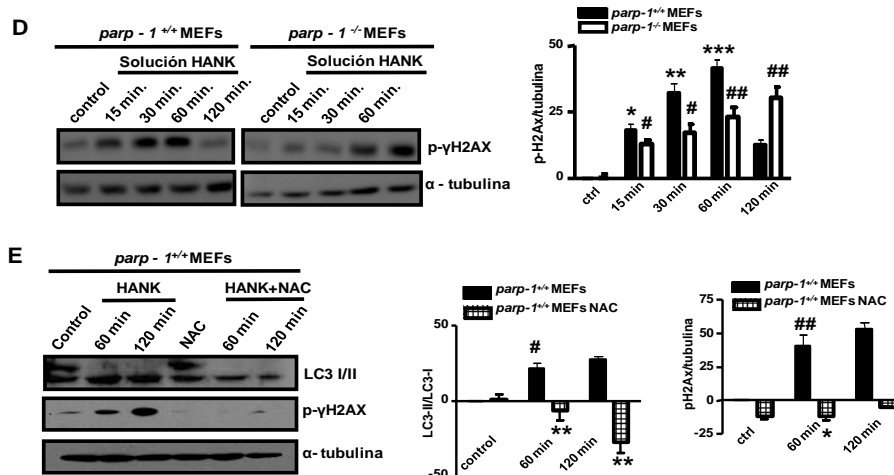 D
parp - 1 +/+ MEFs
parp - 1 -/- MEFs
Solución HANK
Solución HANK
control
15 min.
30 min.
60 min.
120 min.
control
15 min.
30 min.
60 min.
p-γH2AX
α - tubulina
parp-1+/+ MEFs
parp-1-/- MEFs
p-H2Ax/tubulina
50
25
0
*
#
**
#
***
##
##
ctrl
15 min
30 min
60 min
120 min
E
parp - 1 +/+ MEFs
HANK
HANK+NAC
Control
60 min
120 min
NAC
60 min
120 min
LC3 I/II
p-γH2AX
α- tubulina
parp-1+/+ MEFs
parp-1+/+ MEFs NAC
LC3-II/LC3-I
50
0
-50
#
**
**
control
60 min
120 min
parp-1+/+ MEFs
parp-1+/+ MEFs NAC
pH2Ax/tubulina
75
50
25
0
-25
##
*
ctrl
60 min
120 min